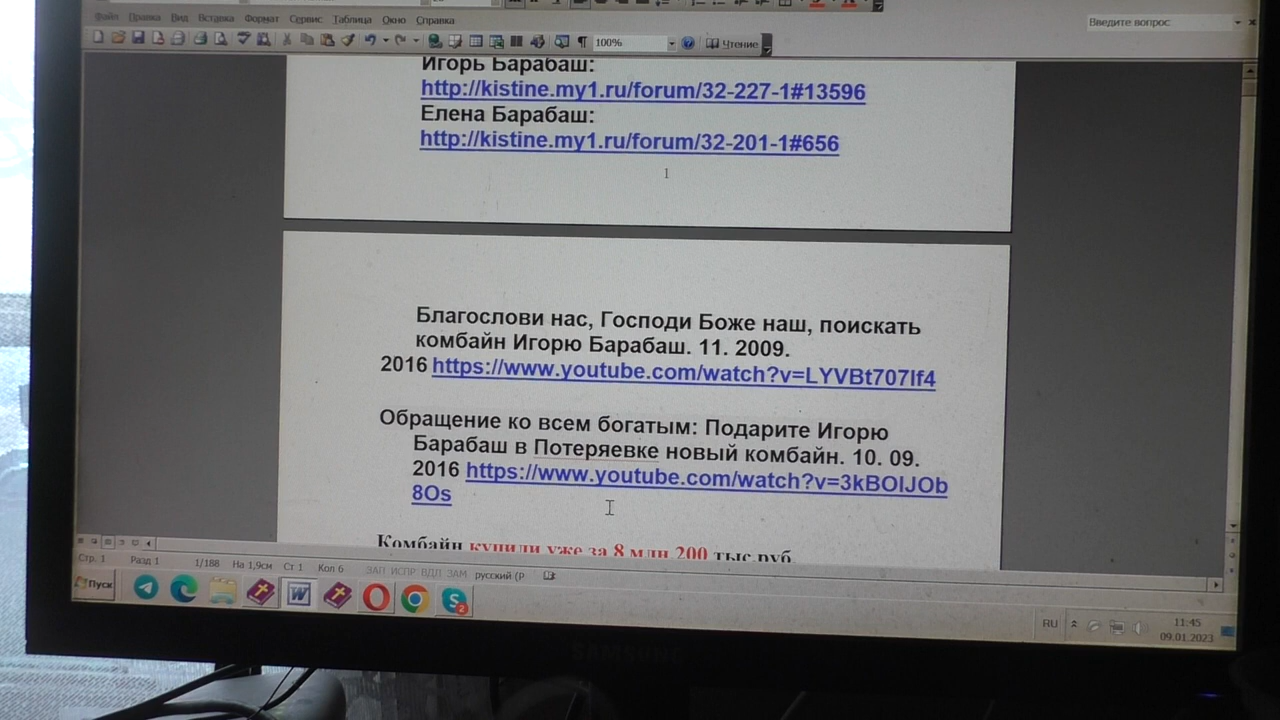 Файл Правка Вид Вставка Формат Сервис Таблица Окно Справка
Введите вопрос
100%
Чтение
Игорь Барабаш:
http://kistine.my1.ru/forum/32-227-1#13596
Елена Барабаш:
http://kistine.my1.ru/forum/32-201-1#656
1
Благослови нас, Господи Боже наш, поискать
комбайн Игорю Барабаш. 11. 2009.
2016 https://www.youtube.com/watch?v=LYVBt707If4
Обращение ко всем богатым: Подарите Игорю
Барабаш в Потеряевке новый комбайн. 10. 09.
2016 https://www.youtube.com/watch?v=3kBOlJOb
8Os
Комбайн купили уже за 8 млн 200 тыс.руб
Стр. 1 Разд 1 1/188 На 1,9см Ст 1 Кол 6 ЗАП ИСПР ВДЛ ЗАМ русский (Р
Пуск
2
RU
11:45
09.01.2023
SAMSUNG